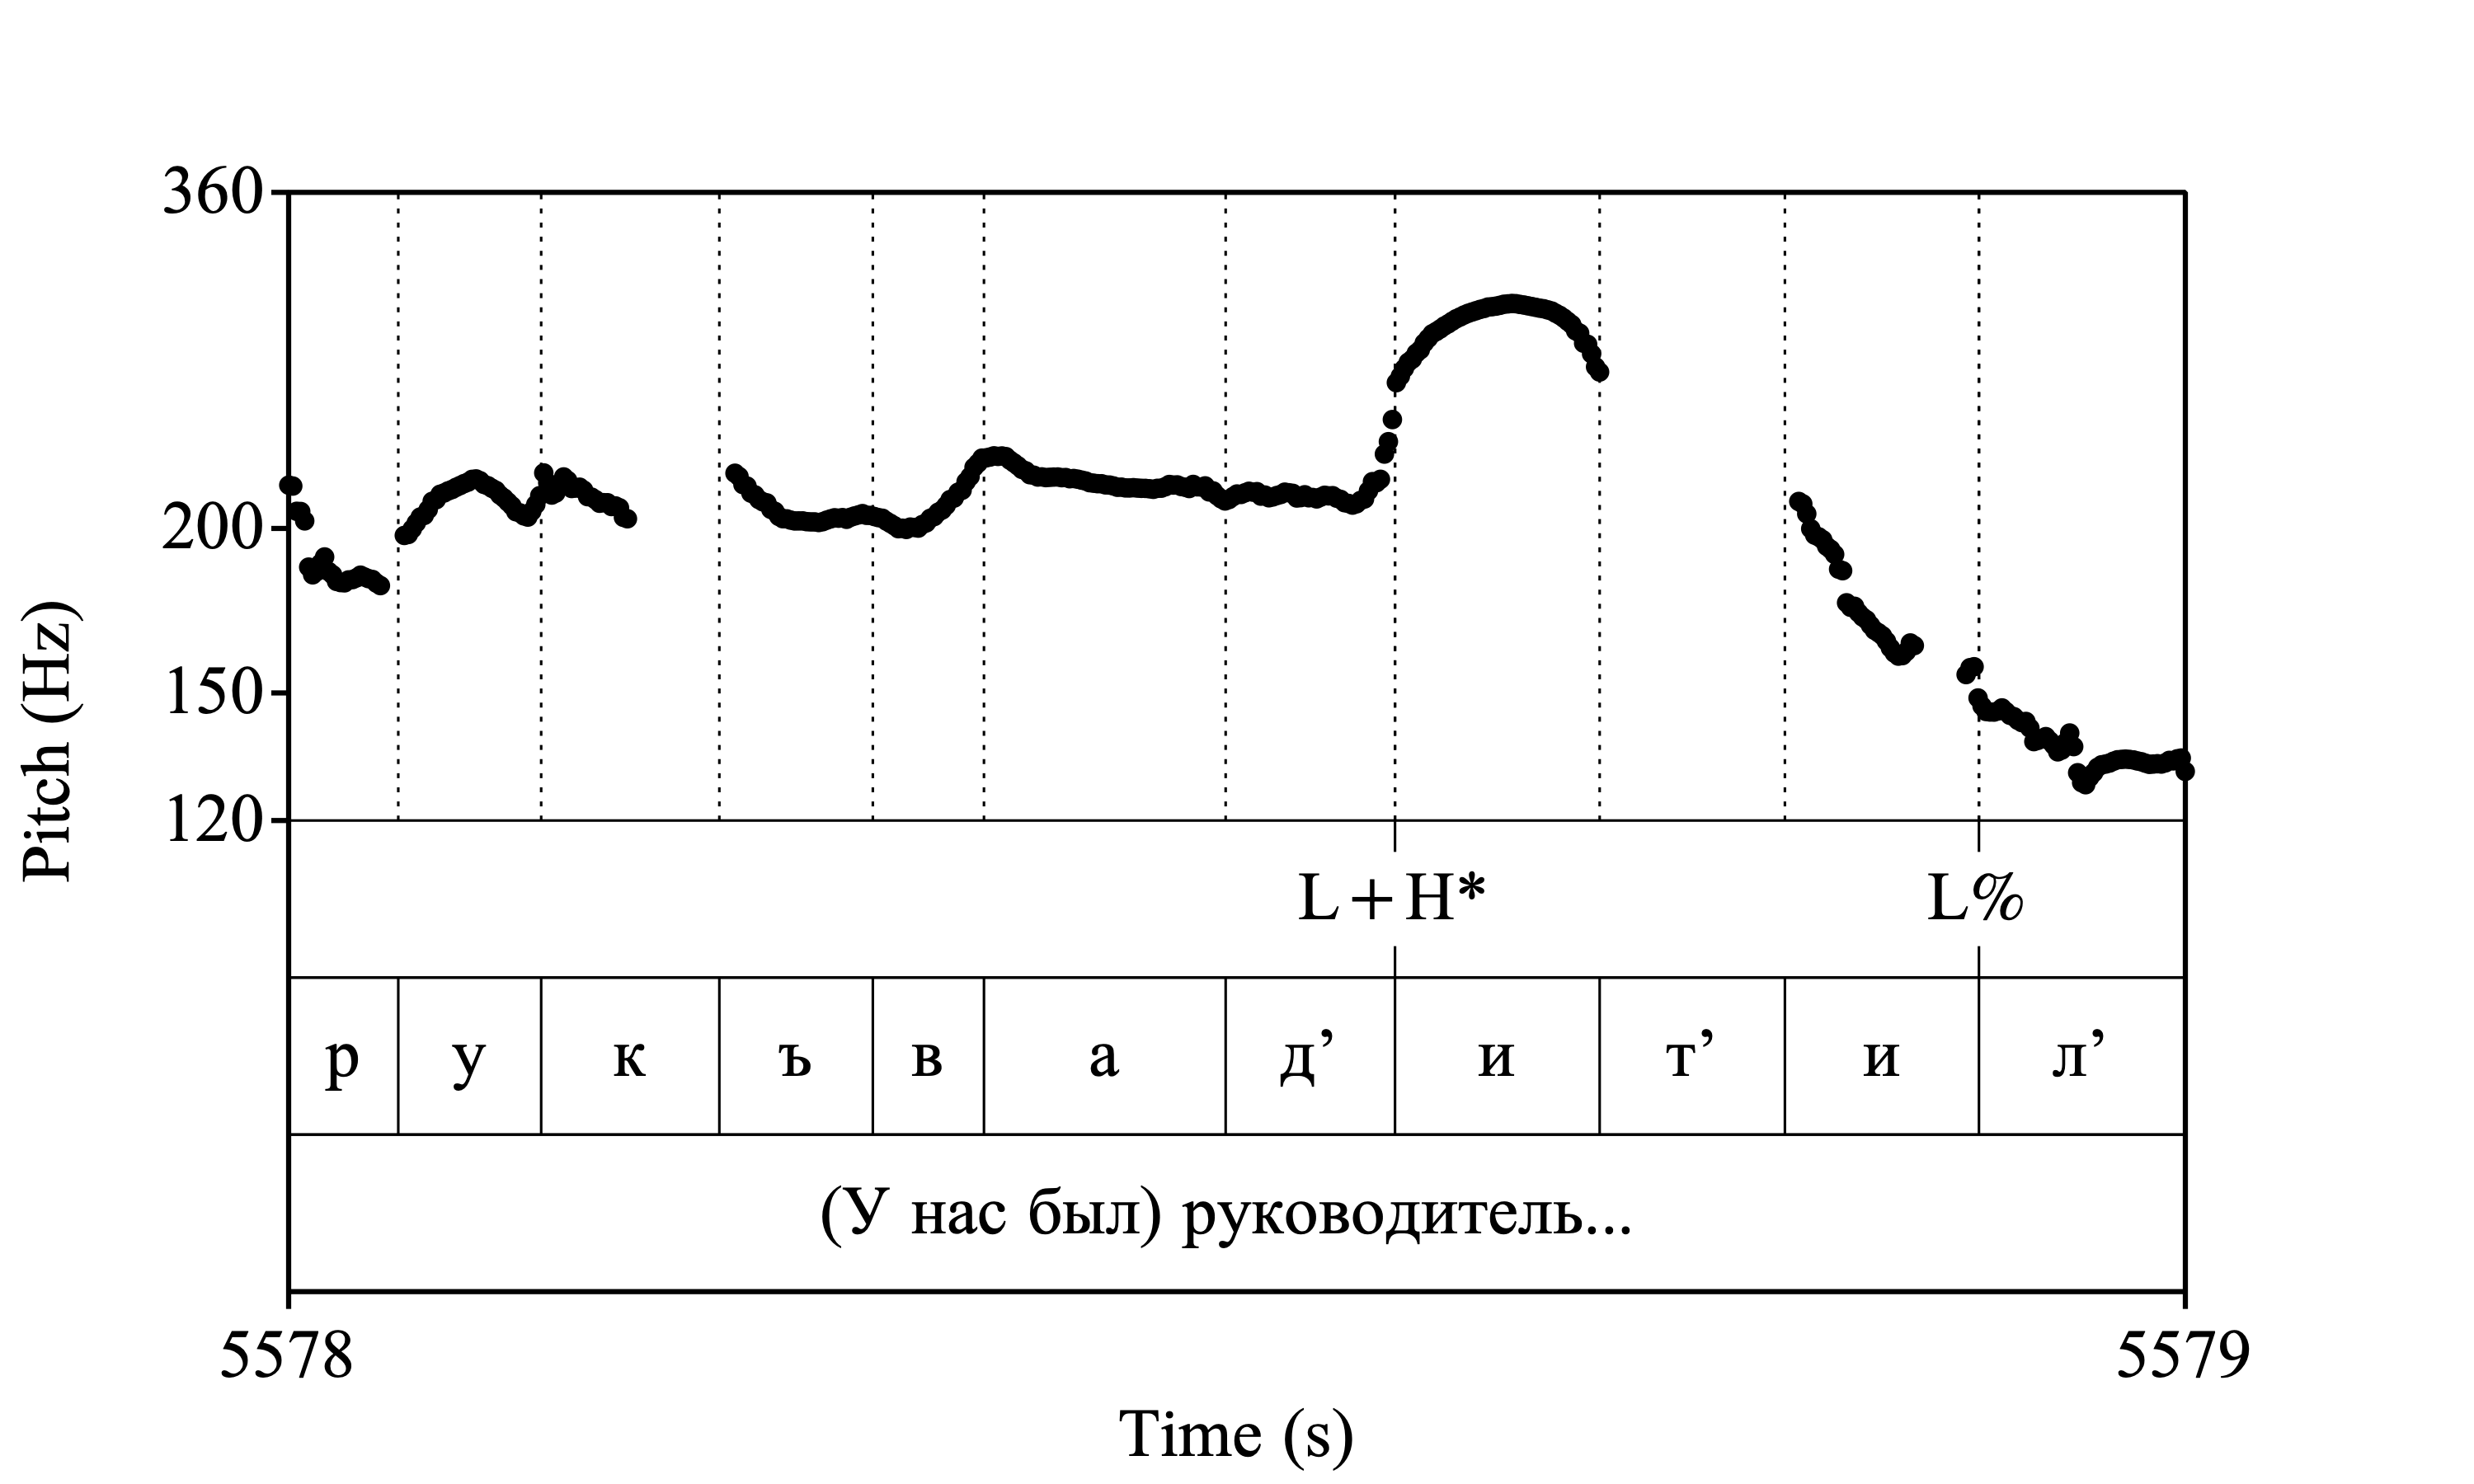 360
200
150
120
Pitch (Hz)
L+H* L%
р у к ъ в а д’ и т’ и л’
(У нас был) руководитель...
5578 5579
Time (s)